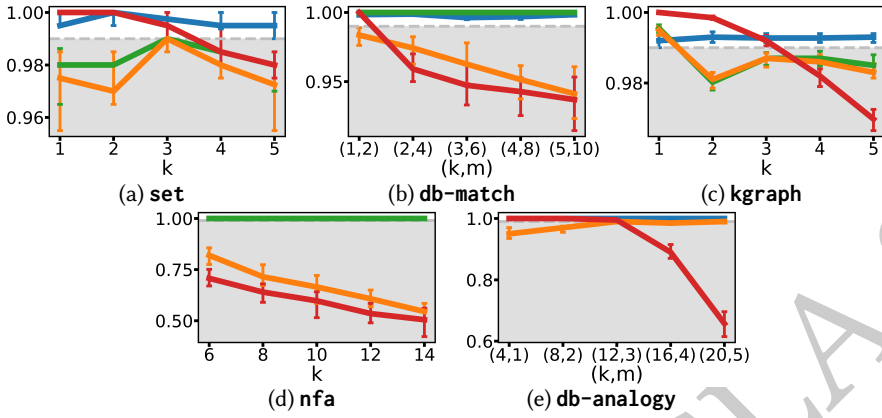 1.00
0.98
0.96
1 2 3 4 5
k
(a) set
1.00
0.95
(1,2) (2,4) (3,6) (4,8) (5,10)
(k,m)
(b) db-match
1.00
0.98
1 2 3 4 5
k
(c) kgraph
1.00
0.75
0.50
6 8 10 12 14
k
(d) nfa
1.0
0.8
0.6
(4,1) (8,2) (12,3) (16,4) (20,5)
(k,m)
(e) db-analogy